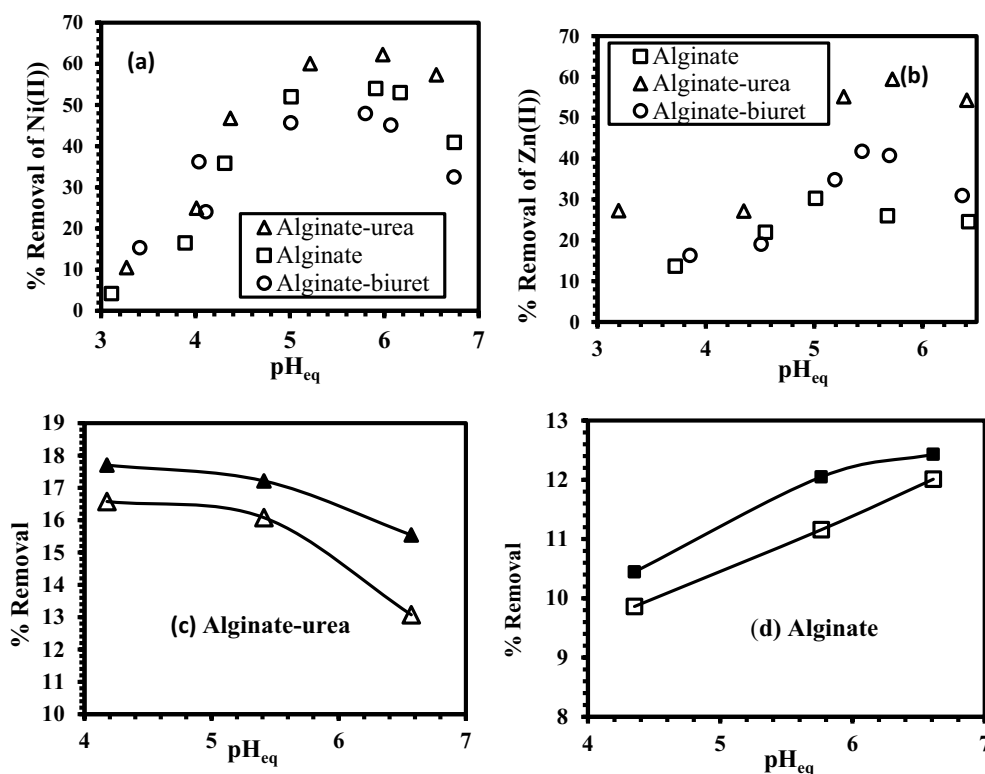 % Removal of Ni(II))
70
60
50
40
30
20
10
0
(a)
Alginate-urea
Alginate
Alginate-biuret
3 4 5 6 7
pHeq
% Removal of Zn(II))
70
60
50
40
30
20
10
0
Alginate
Alginate-urea
Alginate-biuret
(b)
3 4 5 6
pHeq
% Removal
19
18
17
16
15
14
13
12
11
10
(c) Alginate-urea
4 5 6 7
pHeq
% Removal
13
12
11
10
9
8
(d) Alginate
4 5 6 7
pHeq